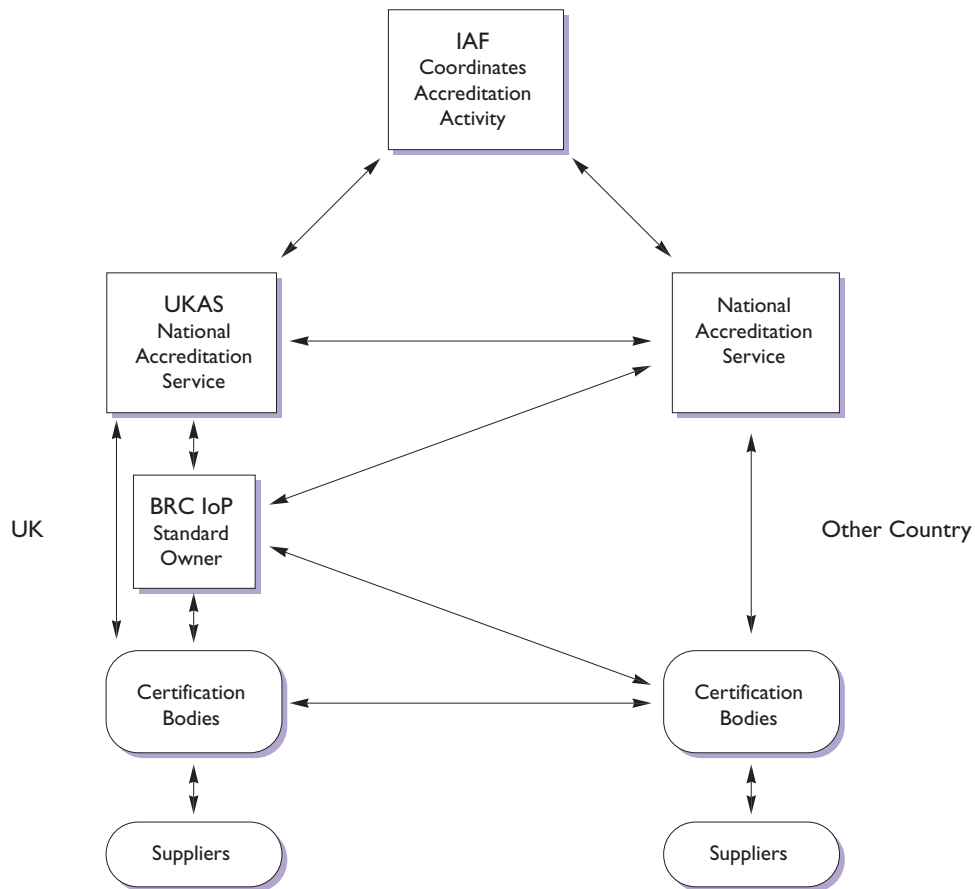 IAF
Coordinates
Accreditation
Activity
UKAS
National
Accreditation
Service
National
Accreditation
Service
BRC IoP
Standard
Owner
UK
Other Country
Certification
Bodies
Certification
Bodies
Suppliers
Suppliers